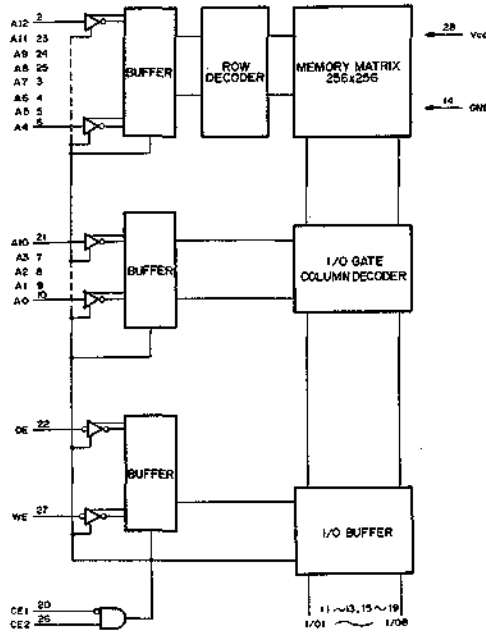 A12 2
A11 23
A9 24
A8 25
A7 3
A6 4
A5 5
A4 6
BUFFER
ROW
DECODER
MEMORY MATRIX
256x256
28 Vcc
14 GND
A10 21
A3 7
A2 8
A1 9
A0 10
BUFFER
I/O GATE
COLUMN DECODER
OE 22
WE 27
BUFFER
I/O BUFFER
CE1 20
CE2 26
11~13,15~19
I/O1 ~ I/O8